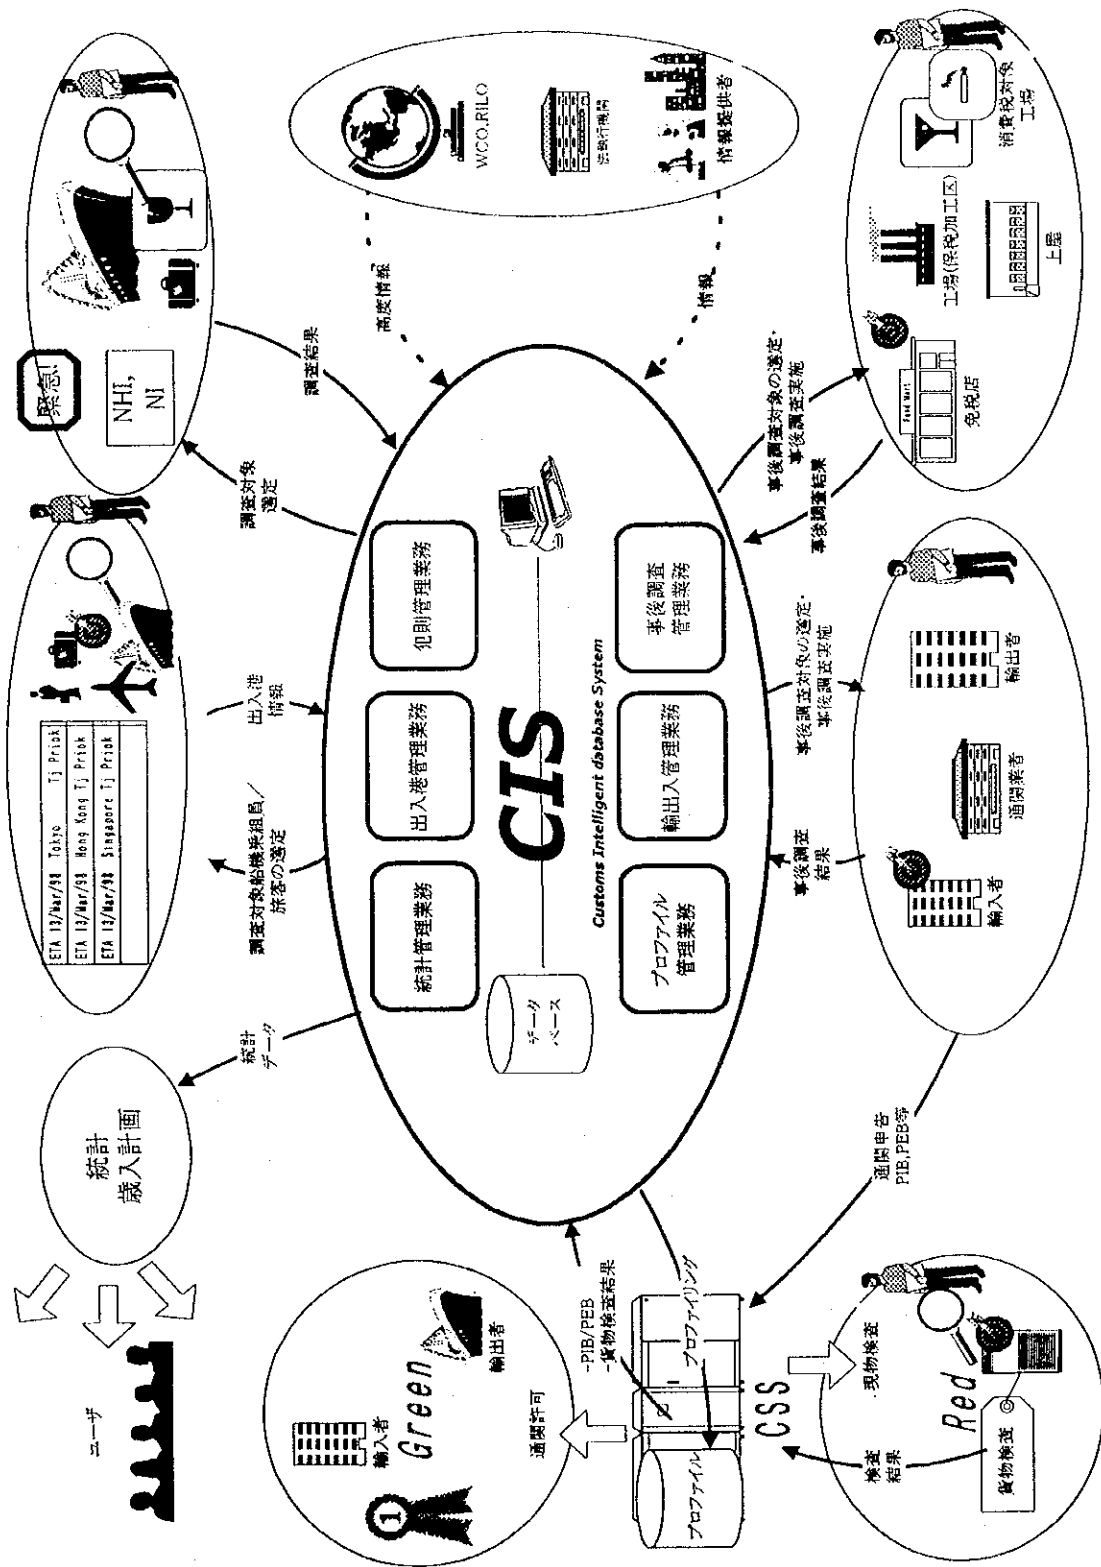 ユーザ
統計
歳入計画
ETA 13/Mar/98 Tokyo Tj Priok
ETA 13/Mar/98 Hong Kong Tj Priok
ETA 13/Mar/98 Singapore Tj Priok
緊急!
NHI,
NI
輸入者
Green
輸出者
通関許可
統計
データ
調査対象船機乗組員／
旅客の選定
出入港
情報
調査対象
選定
調査結果
高度情報
WCO,RILO
法執行機関
情報提供者
情報
統計管理業務
出入港管理業務
犯則管理業務
データ
ベース
CIS
Customs Intelligent database System
プロファイル
管理業務
輸出入管理業務
事後調査
管理業務
-PIB/PEB
-貨物検査結果
プロファイリング
プロファイル
CSS
事後調査
結果
事後調査対象の選定・
事後調査実施
事後調査結果
事後調査対象の選定・
事後調査実施
現物検査
検査
結果
Red
貨物検査
通関申告
PIB,PEB等
輸入者
通関業者
輸出者
Food Mart
免税店
工場(保税加工区)
上屋
消費税対象
工場